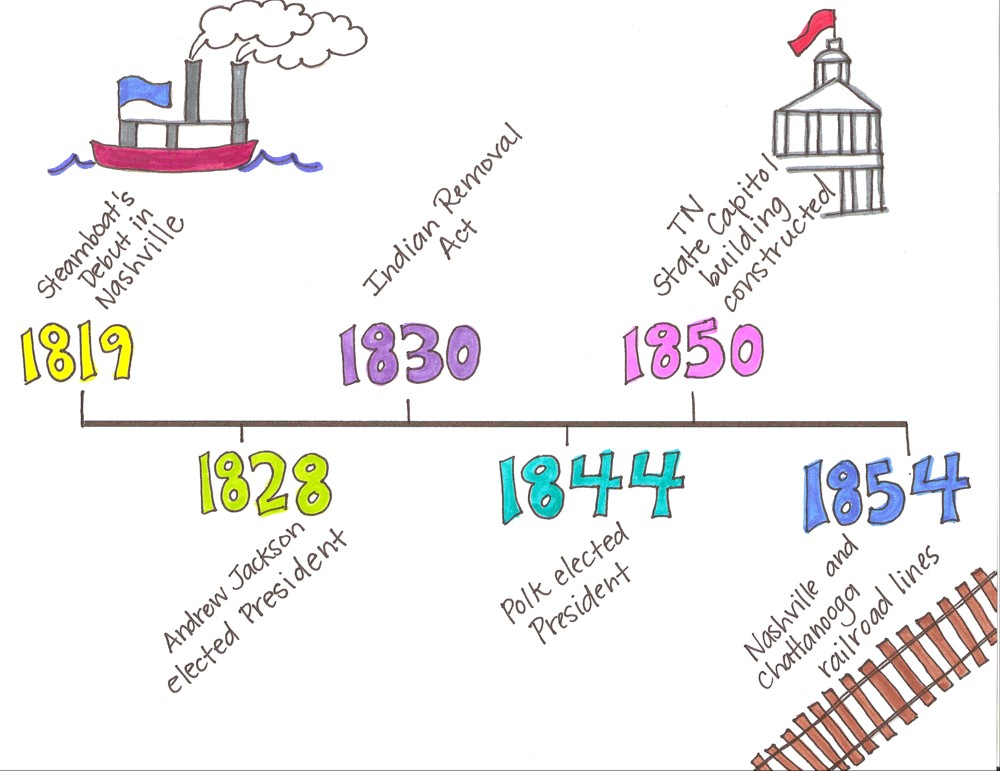 Steamboat's
Debut in
Nashville
1819
Indian Removal
Act
1830
TN
State Capitol
building
constructed
1850
1828
Andrew Jackson
elected President
1844
Polk elected
President
1854
Nashville and
chattanooga
railroad lines